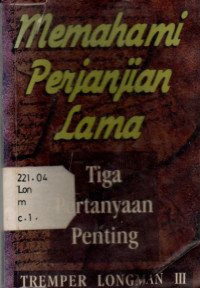 Memahami
Perjanjian
Lama
221.04
Lon
m
c.1
Tiga
Pertanyaan
Penting
TREMPER LONGMAN III